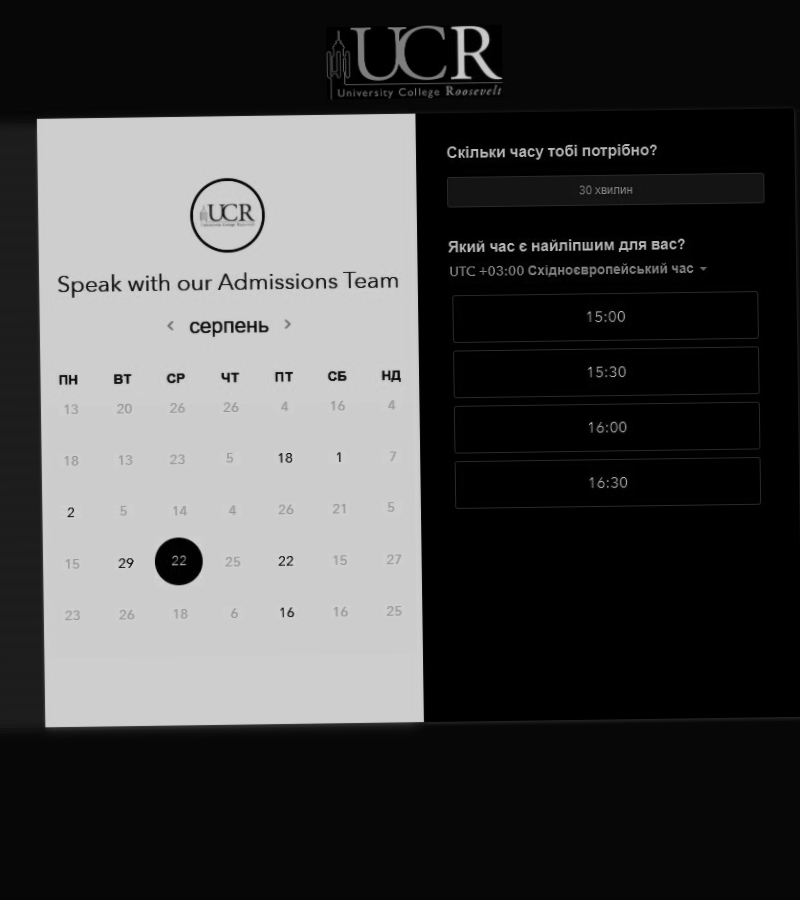 UCR
University College Roosevelt
UCR
Speak with our Admissions Team
серпень
ПН ВТ СР ЧТ ПТ СБ НД
13 20 26 26 4 16 4
18 13 23 5 18 1 7
2 5 14 4 26 21 5
15 29 22 25 22 15 27
23 26 18 6 16 16 25
Скільки часу тобі потрібно?
30 хвилин
Який час є найліпшим для вас?
UTC +03:00 Східноєвропейський час
15:00
15:30
16:00
16:30